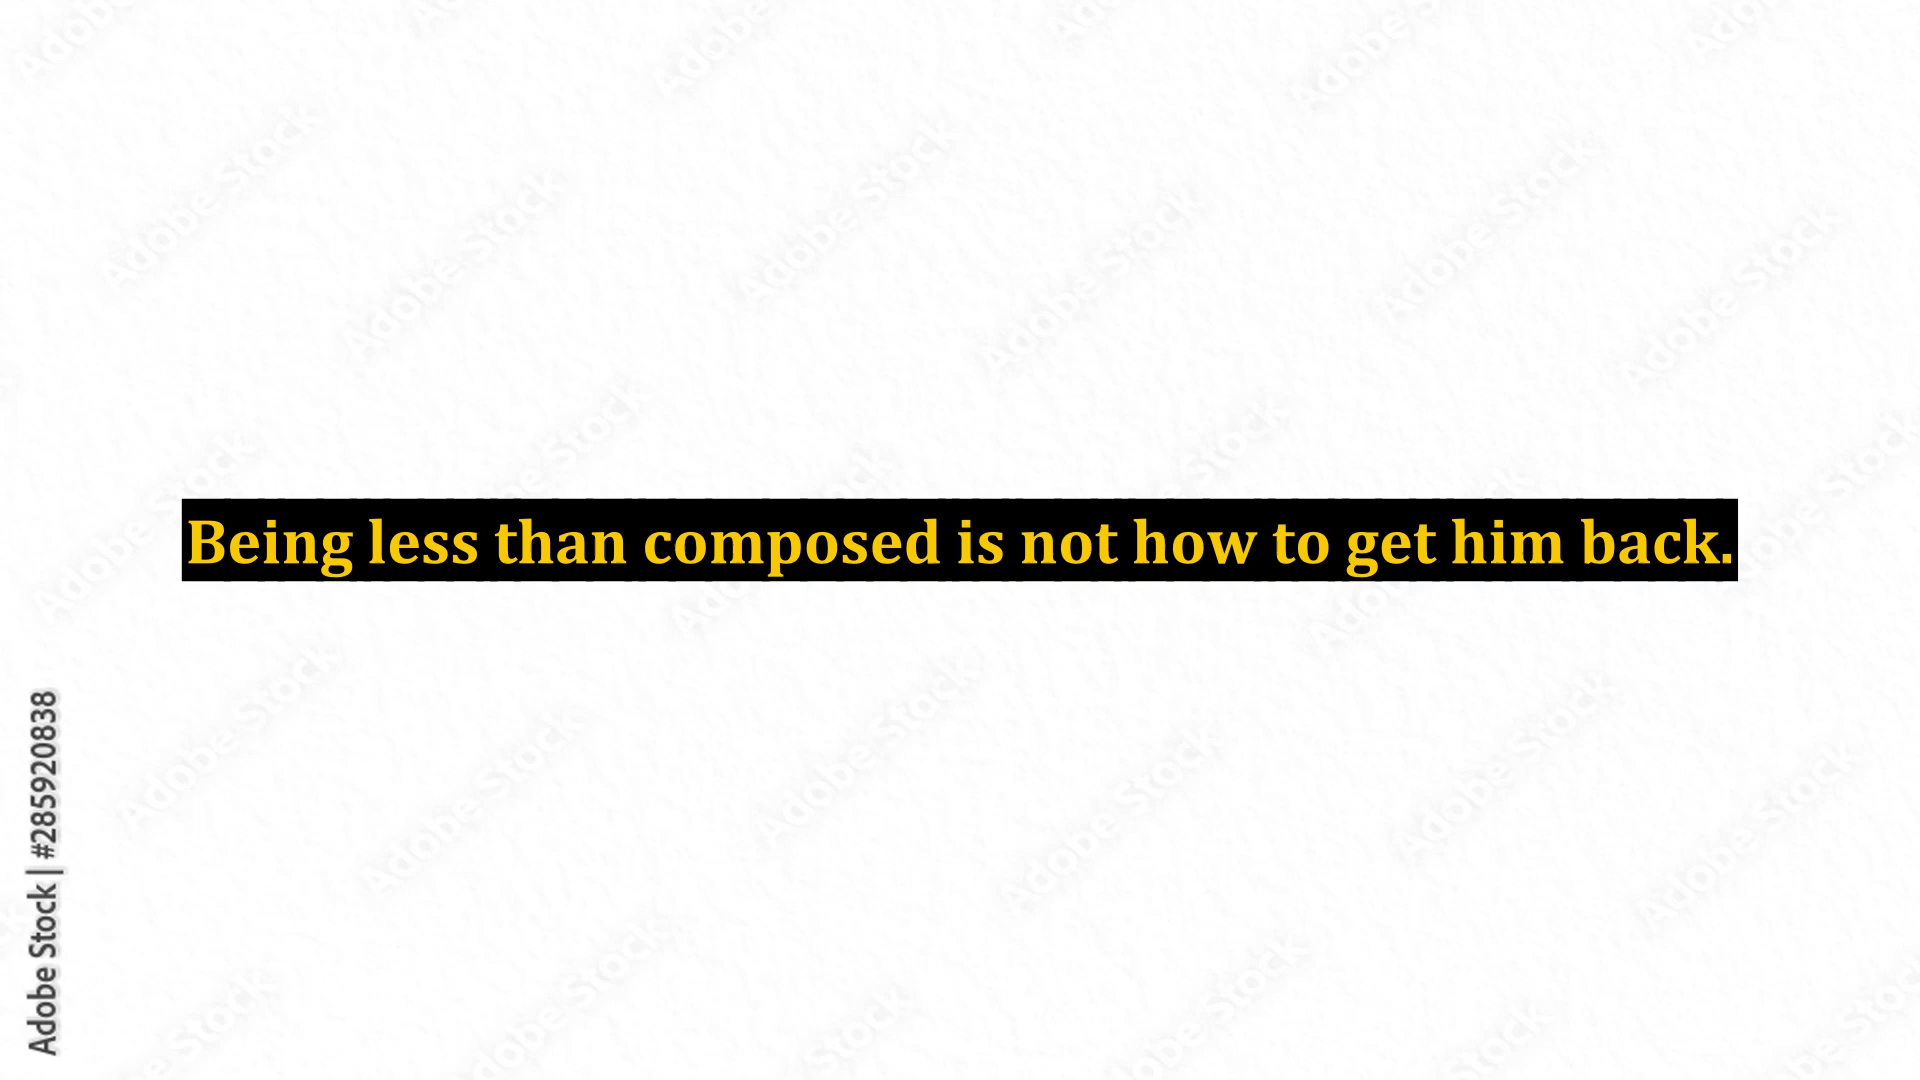 Being less than composed is not how to get him back.
Adobe Stock | #285920838